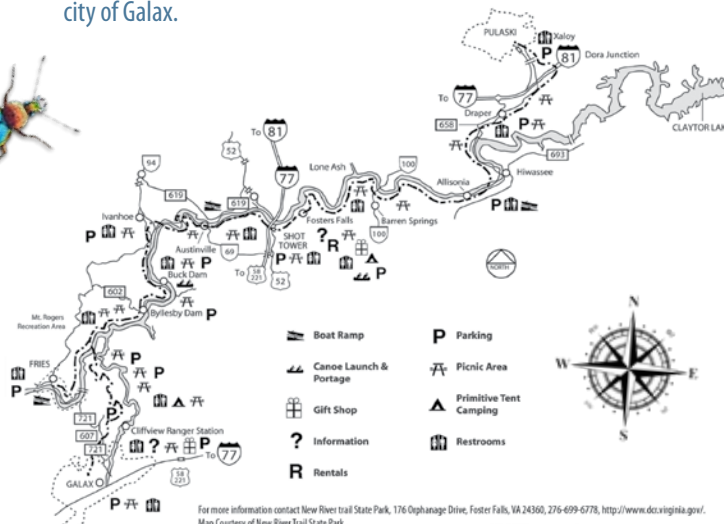 city of Galax.
PULASKI
Xaloy
P
81
Dora Junction
To 77
Draper
658
P
CLAYTOR LAK
693
To 81
52
77
94
Lone Ash
100
619
619
Allisonia
Hiwassee
P
Ivanhoe
Fosters Falls
Barren Springs
P
Austinville
SHOT
TOWER
?
R
100
69
P
P
To 58
221
52
P
NORTH
Buck Dam
602
Byllesby Dam
P
Mt. Rogers
Recreation Area
FRIES
P
P
P
P
721
P
607
Cliffview Ranger Station
721
?
P
To 77
58
221
GALAX
P
Boat Ramp
Canoe Launch &
Portage
Gift Shop
? Information
R Rentals
P Parking
Picnic Area
Primitive Tent
Camping
Restrooms
N
W
E
S
For more information contact New River trail State Park, 176 Orphanage Drive, Foster Falls, VA 24360, 276-699-6778, http://www.dcr.virginia.gov/.
Map Courtesy of New River Trail State Park